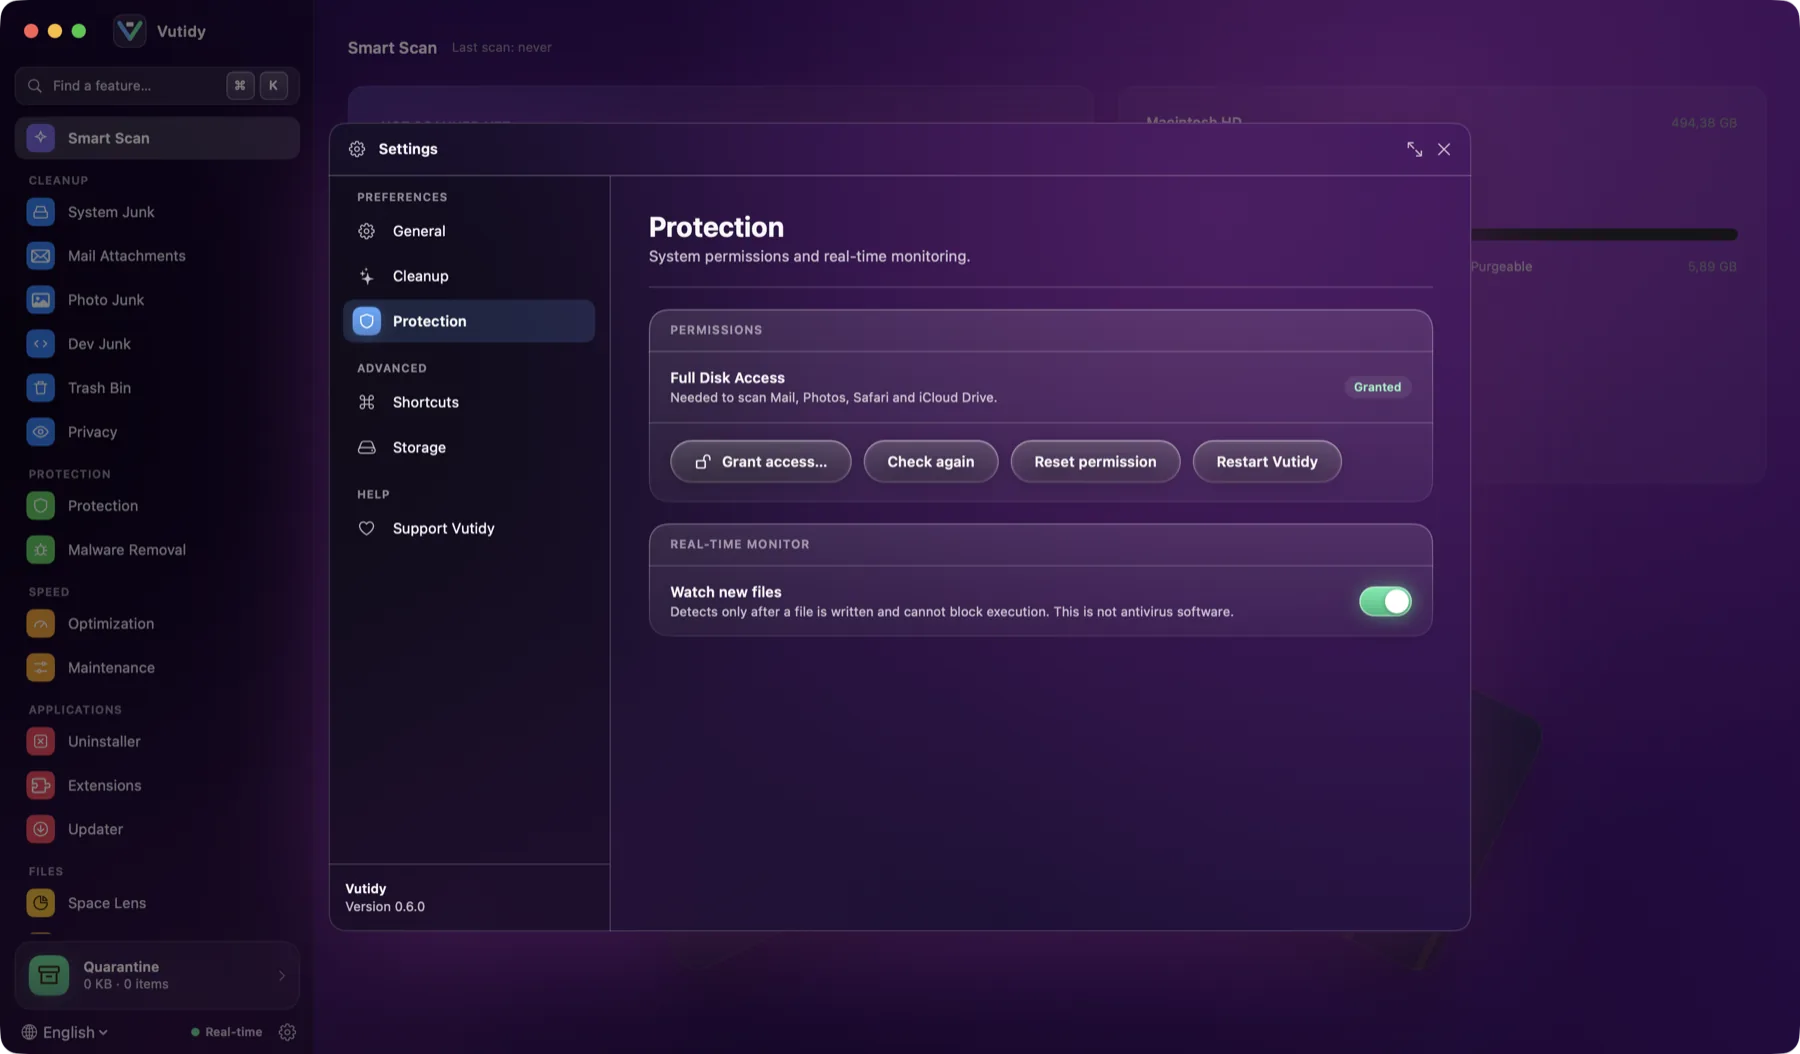 Vutidy
Find a feature...
⌘ K
Smart Scan
CLEANUP
System Junk
Mail Attachments
Photo Junk
Dev Junk
Trash Bin
Privacy
PROTECTION
Protection
Malware Removal
SPEED
Optimization
Maintenance
APPLICATIONS
Uninstaller
Extensions
Updater
FILES
Space Lens
Quarantine
0 KB · 0 items
English
Real-time
Smart Scan Last scan: never
Macintosh HD 494,38 GB
Purgeable 5,89 GB
Settings
PREFERENCES
General
Cleanup
Protection
ADVANCED
Shortcuts
Storage
HELP
Support Vutidy
Vutidy
Version 0.6.0
Protection
System permissions and real-time monitoring.
PERMISSIONS
Full Disk Access
Needed to scan Mail, Photos, Safari and iCloud Drive.
Granted
Grant access... Check again Reset permission Restart Vutidy
REAL-TIME MONITOR
Watch new files
Detects only after a file is written and cannot block execution. This is not antivirus software.